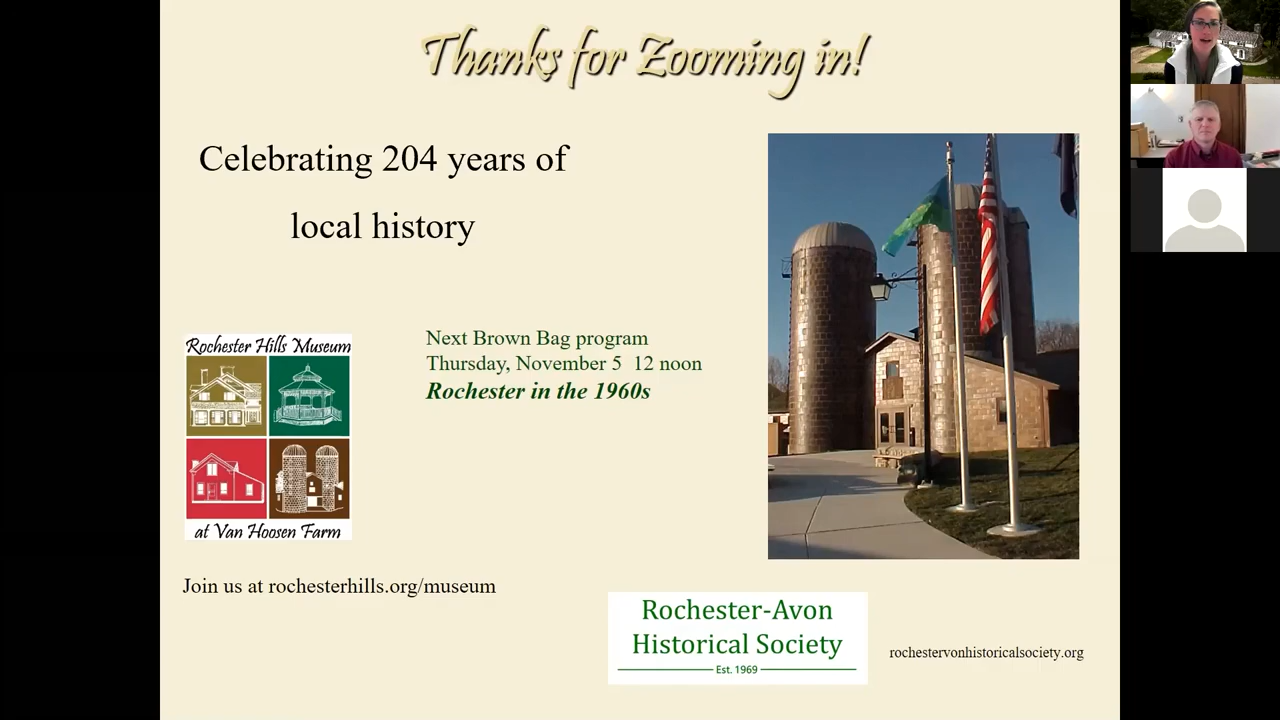 Thanks for Zooming in!
Celebrating 204 years of
local history
Next Brown Bag program
Thursday, November 5 12 noon
Rochester in the 1960s
Rochester Hills Museum
at Van Hoosen Farm
Join us at rochesterhills.org/museum
Rochester-Avon
Historical Society
Est. 1969
rochestervonhistoricalsociety.org